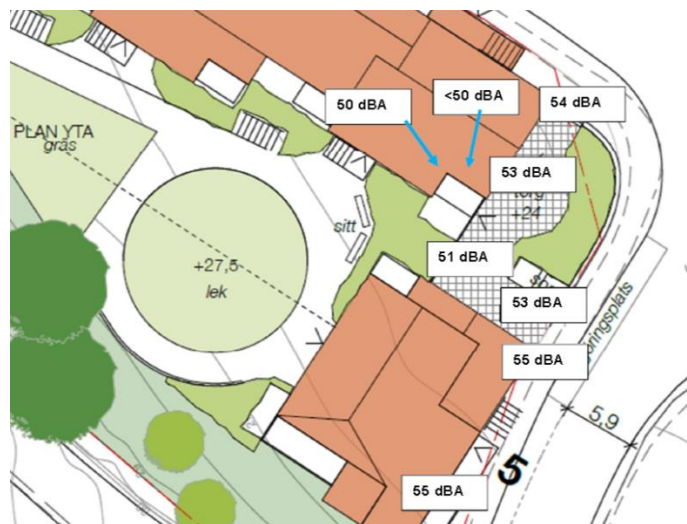 <50 dBA
50 dBA
54 dBA
PLAN YTA
gräs
53 dBA
torg
+24
sitt
51 dBA
+27,5
lek
53 dBA
55 dBA
5,9
5
55 dBA